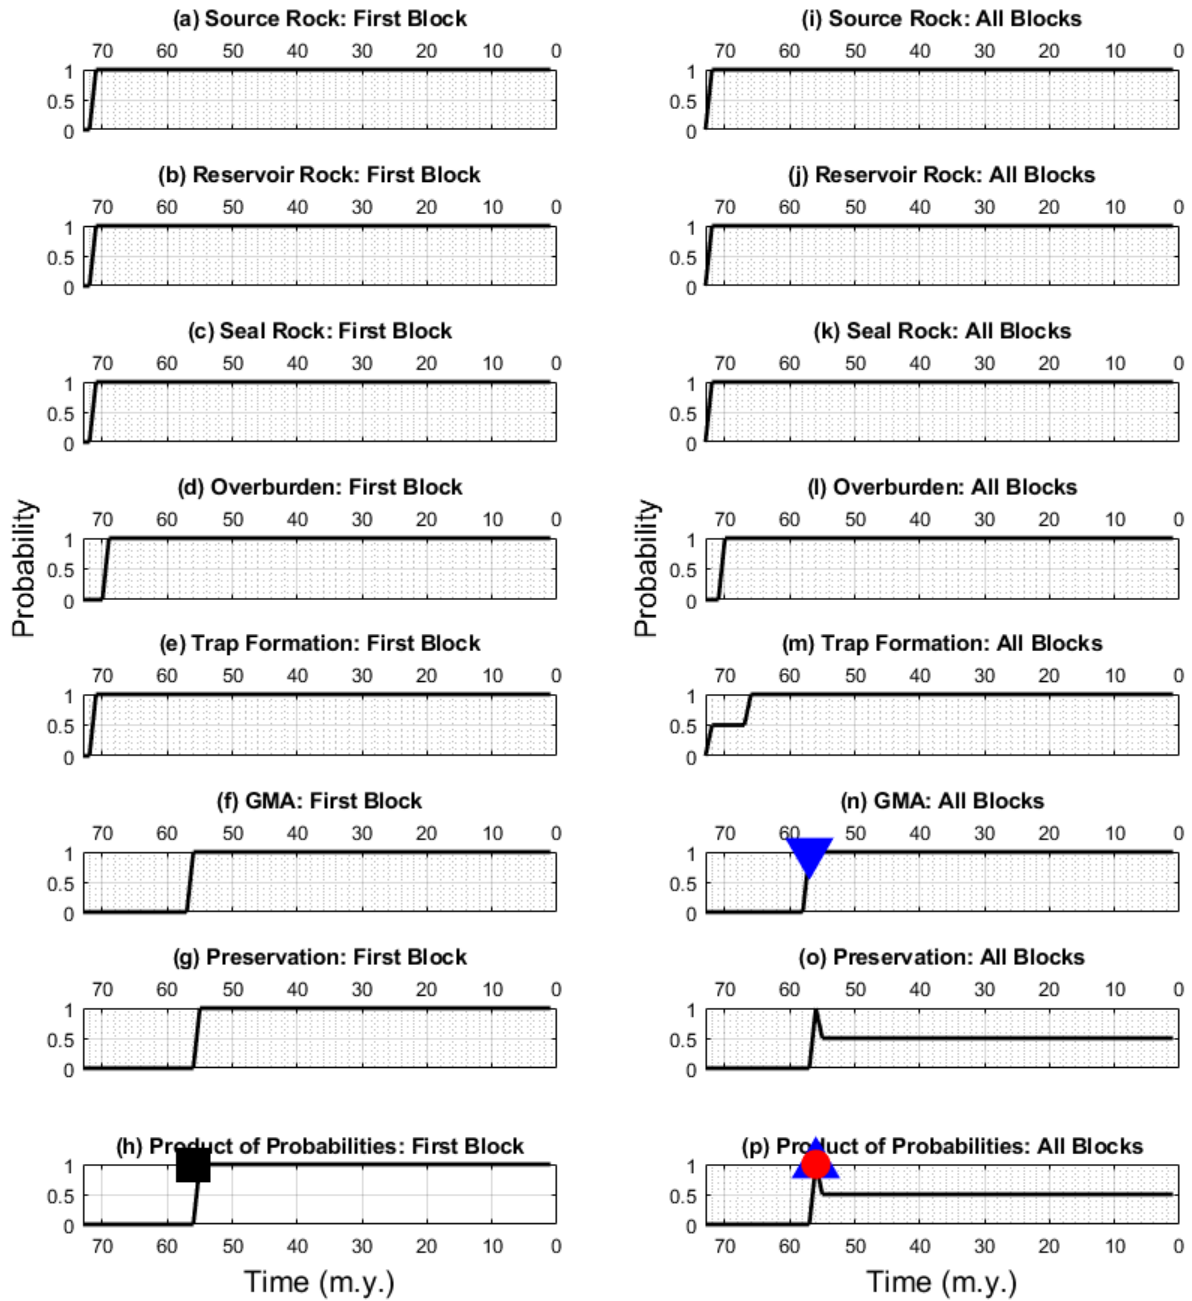 (a) Source Rock: First Block
70 60 50 40 30 20 10 0
1
0.5
0
(b) Reservoir Rock: First Block
70 60 50 40 30 20 10 0
1
0.5
0
(c) Seal Rock: First Block
70 60 50 40 30 20 10 0
1
0.5
0
(d) Overburden: First Block
70 60 50 40 30 20 10 0
1
0.5
0
Probability
(e) Trap Formation: First Block
70 60 50 40 30 20 10 0
1
0.5
0
(f) GMA: First Block
70 60 50 40 30 20 10 0
1
0.5
0
(g) Preservation: First Block
70 60 50 40 30 20 10 0
1
0.5
0
(h) Product of Probabilities: First Block
1
0.5
0
70 60 50 40 30 20 10 0
Time (m.y.)
(i) Source Rock: All Blocks
70 60 50 40 30 20 10 0
1
0.5
0
(j) Reservoir Rock: All Blocks
70 60 50 40 30 20 10 0
1
0.5
0
(k) Seal Rock: All Blocks
70 60 50 40 30 20 10 0
1
0.5
0
(l) Overburden: All Blocks
70 60 50 40 30 20 10 0
1
0.5
0
Probability
(m) Trap Formation: All Blocks
70 60 50 40 30 20 10 0
1
0.5
0
(n) GMA: All Blocks
70 60 50 40 30 20 10 0
1
0.5
0
(o) Preservation: All Blocks
70 60 50 40 30 20 10 0
1
0.5
0
(p) Product of Probabilities: All Blocks
1
0.5
0
70 60 50 40 30 20 10 0
Time (m.y.)